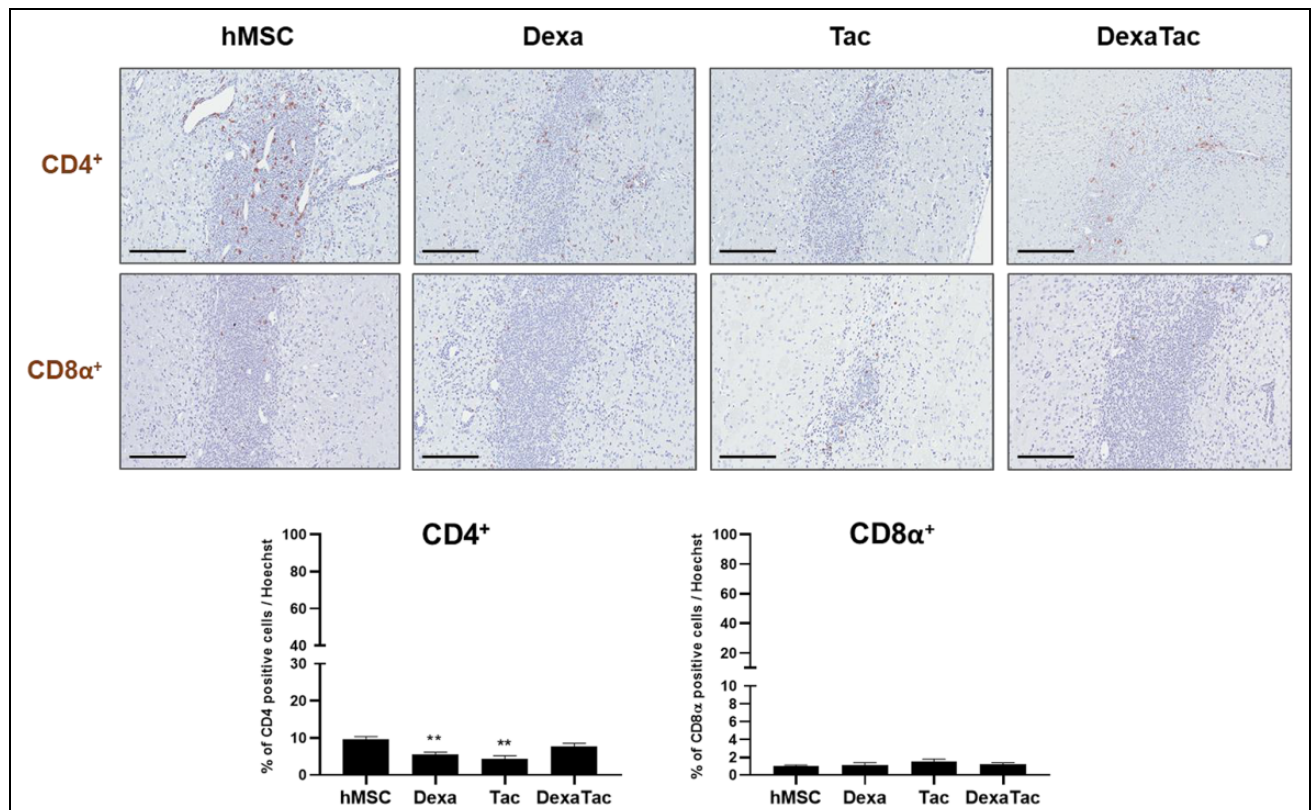 hMSC Dexa Tac DexaTac
CD4⁺
CD8α⁺
CD4⁺
% of CD4 positive cells / Hoechst
100
80
60
40
30
20
10
0
** **
hMSC Dexa Tac DexaTac
CD8α⁺
% of CD8α positive cells / Hoechst
100
80
60
40
20
10
8
6
4
2
0
hMSC Dexa Tac DexaTac